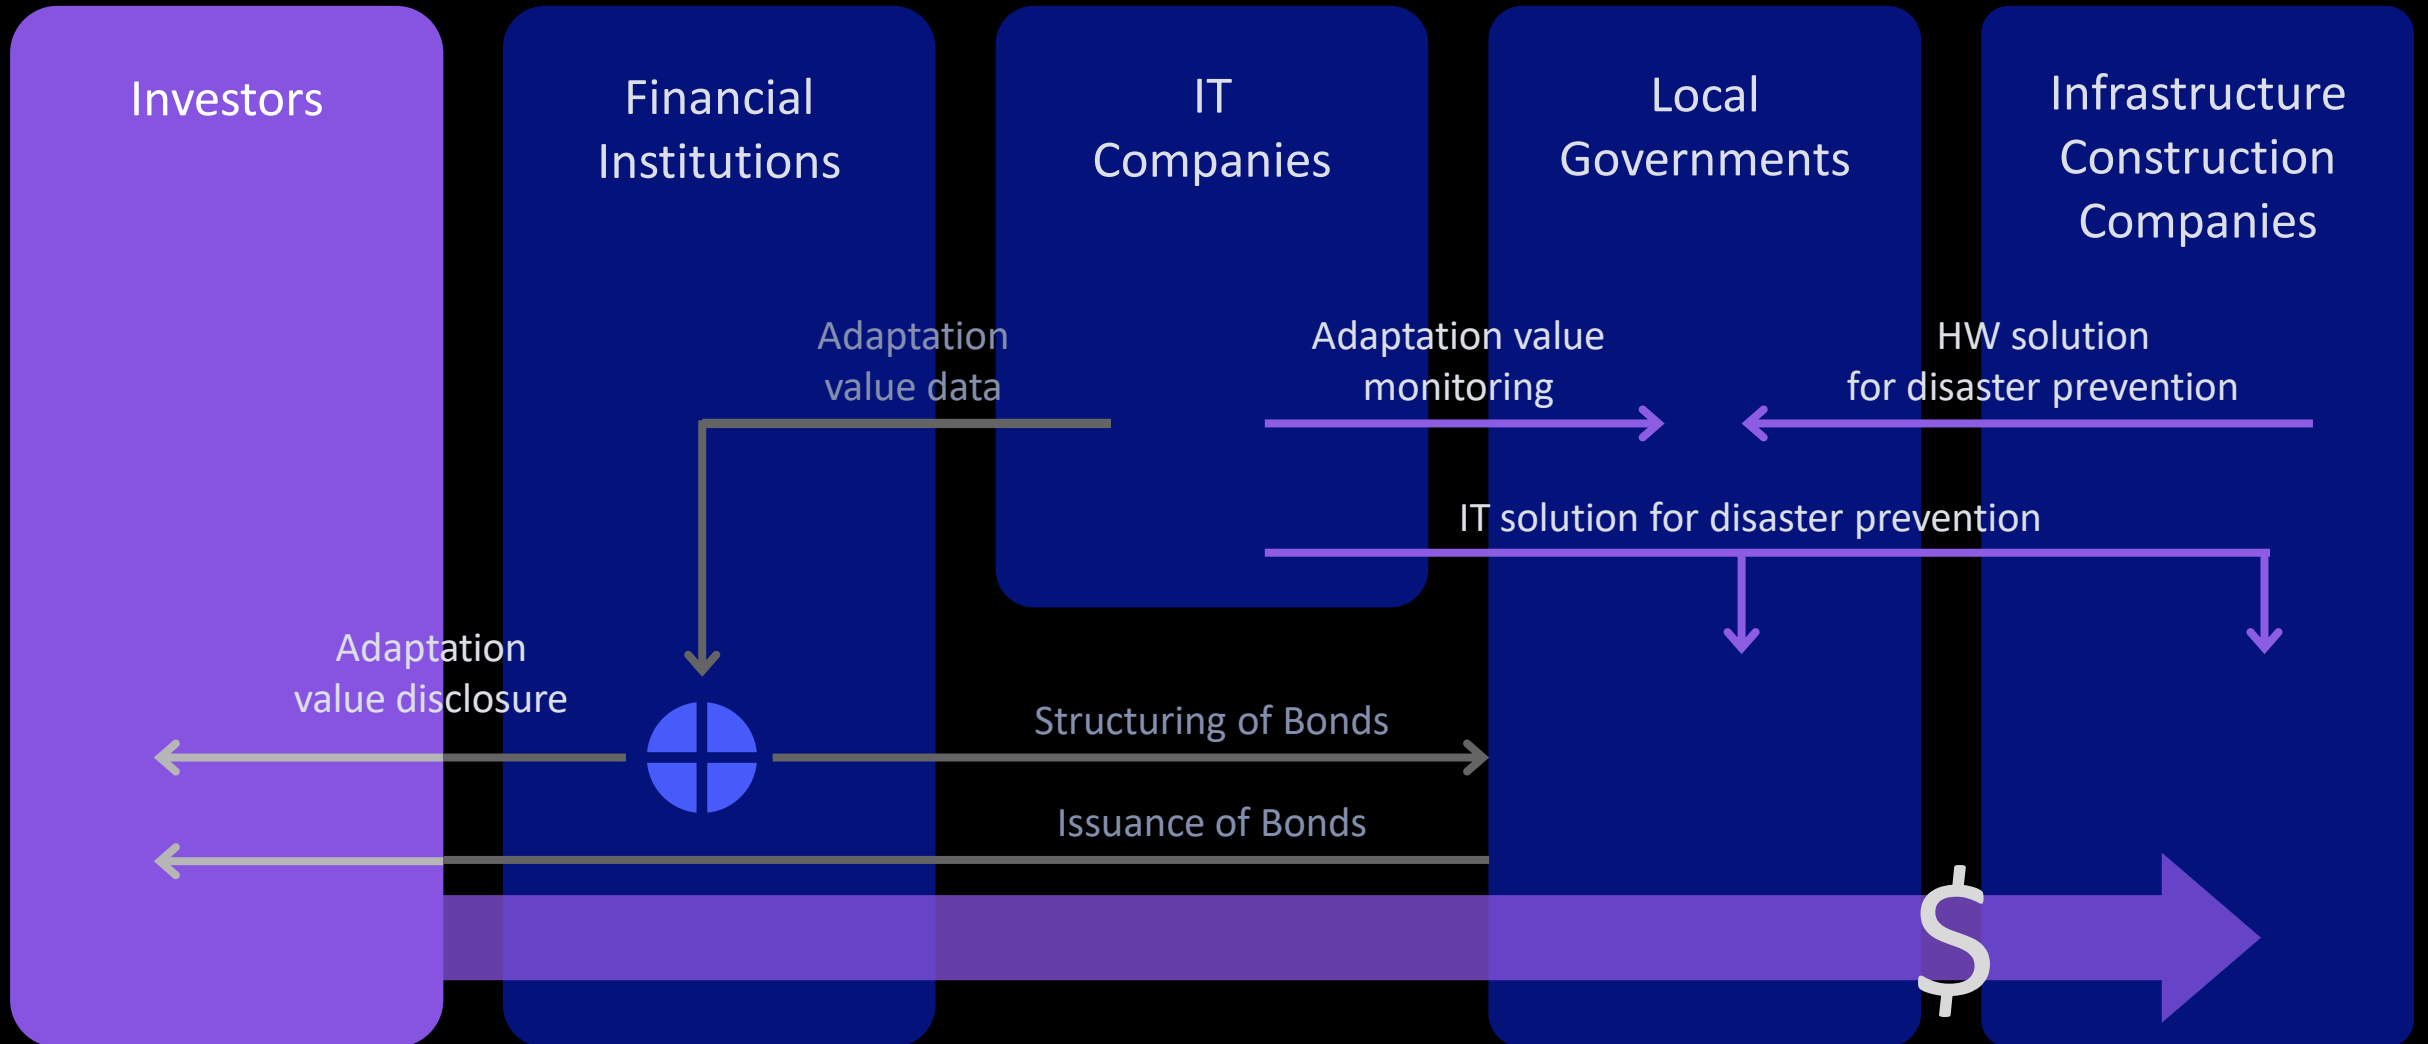 Investors
Financial
Institutions
IT
Companies
Local
Governments
Infrastructure
Construction
Companies
Adaptation
value data
Adaptation value
monitoring
HW solution
for disaster prevention
IT solution for disaster prevention
Adaptation
value disclosure
Structuring of Bonds
Issuance of Bonds
$